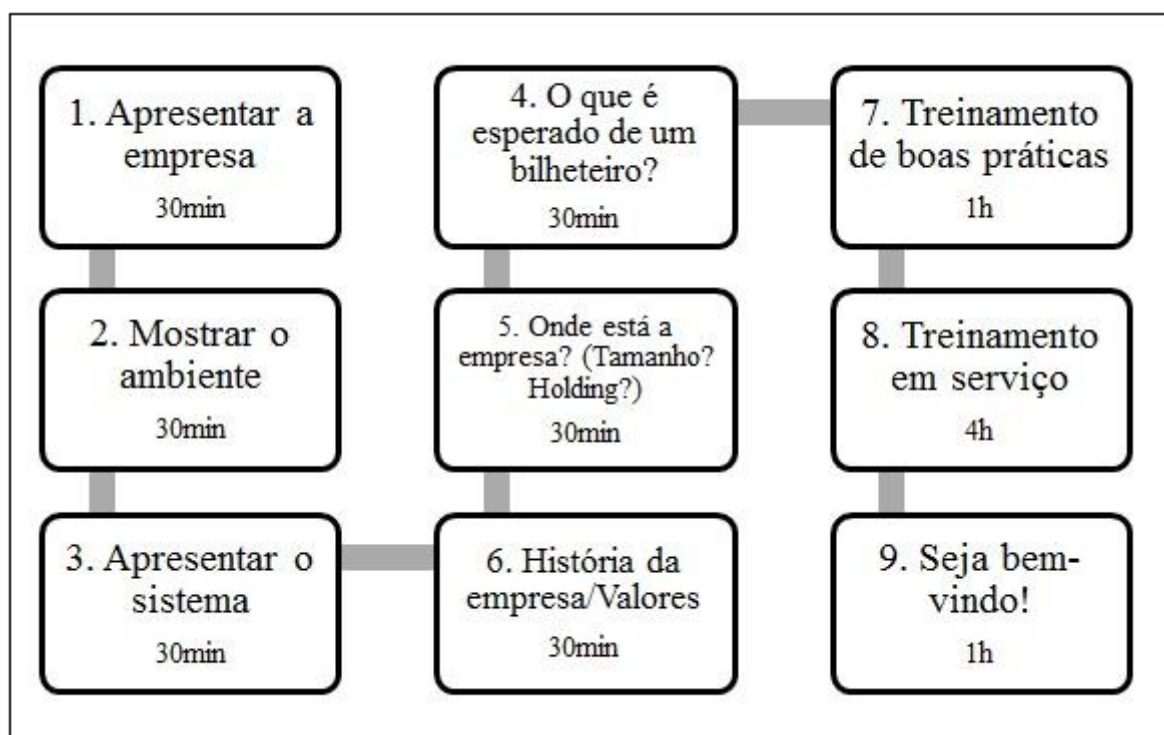 1. Apresentar a
empresa
30min
2. Mostrar o
ambiente
30min
3. Apresentar o
sistema
30min
4. O que é
esperado de um
bilheteiro?
30min
5. Onde está a
empresa? (Tamanho?
Holding?)
30min
6. História da
empresa/Valores
30min
7. Treinamento
de boas práticas
1h
8. Treinamento
em serviço
4h
9. Seja bem-
vindo!
1h